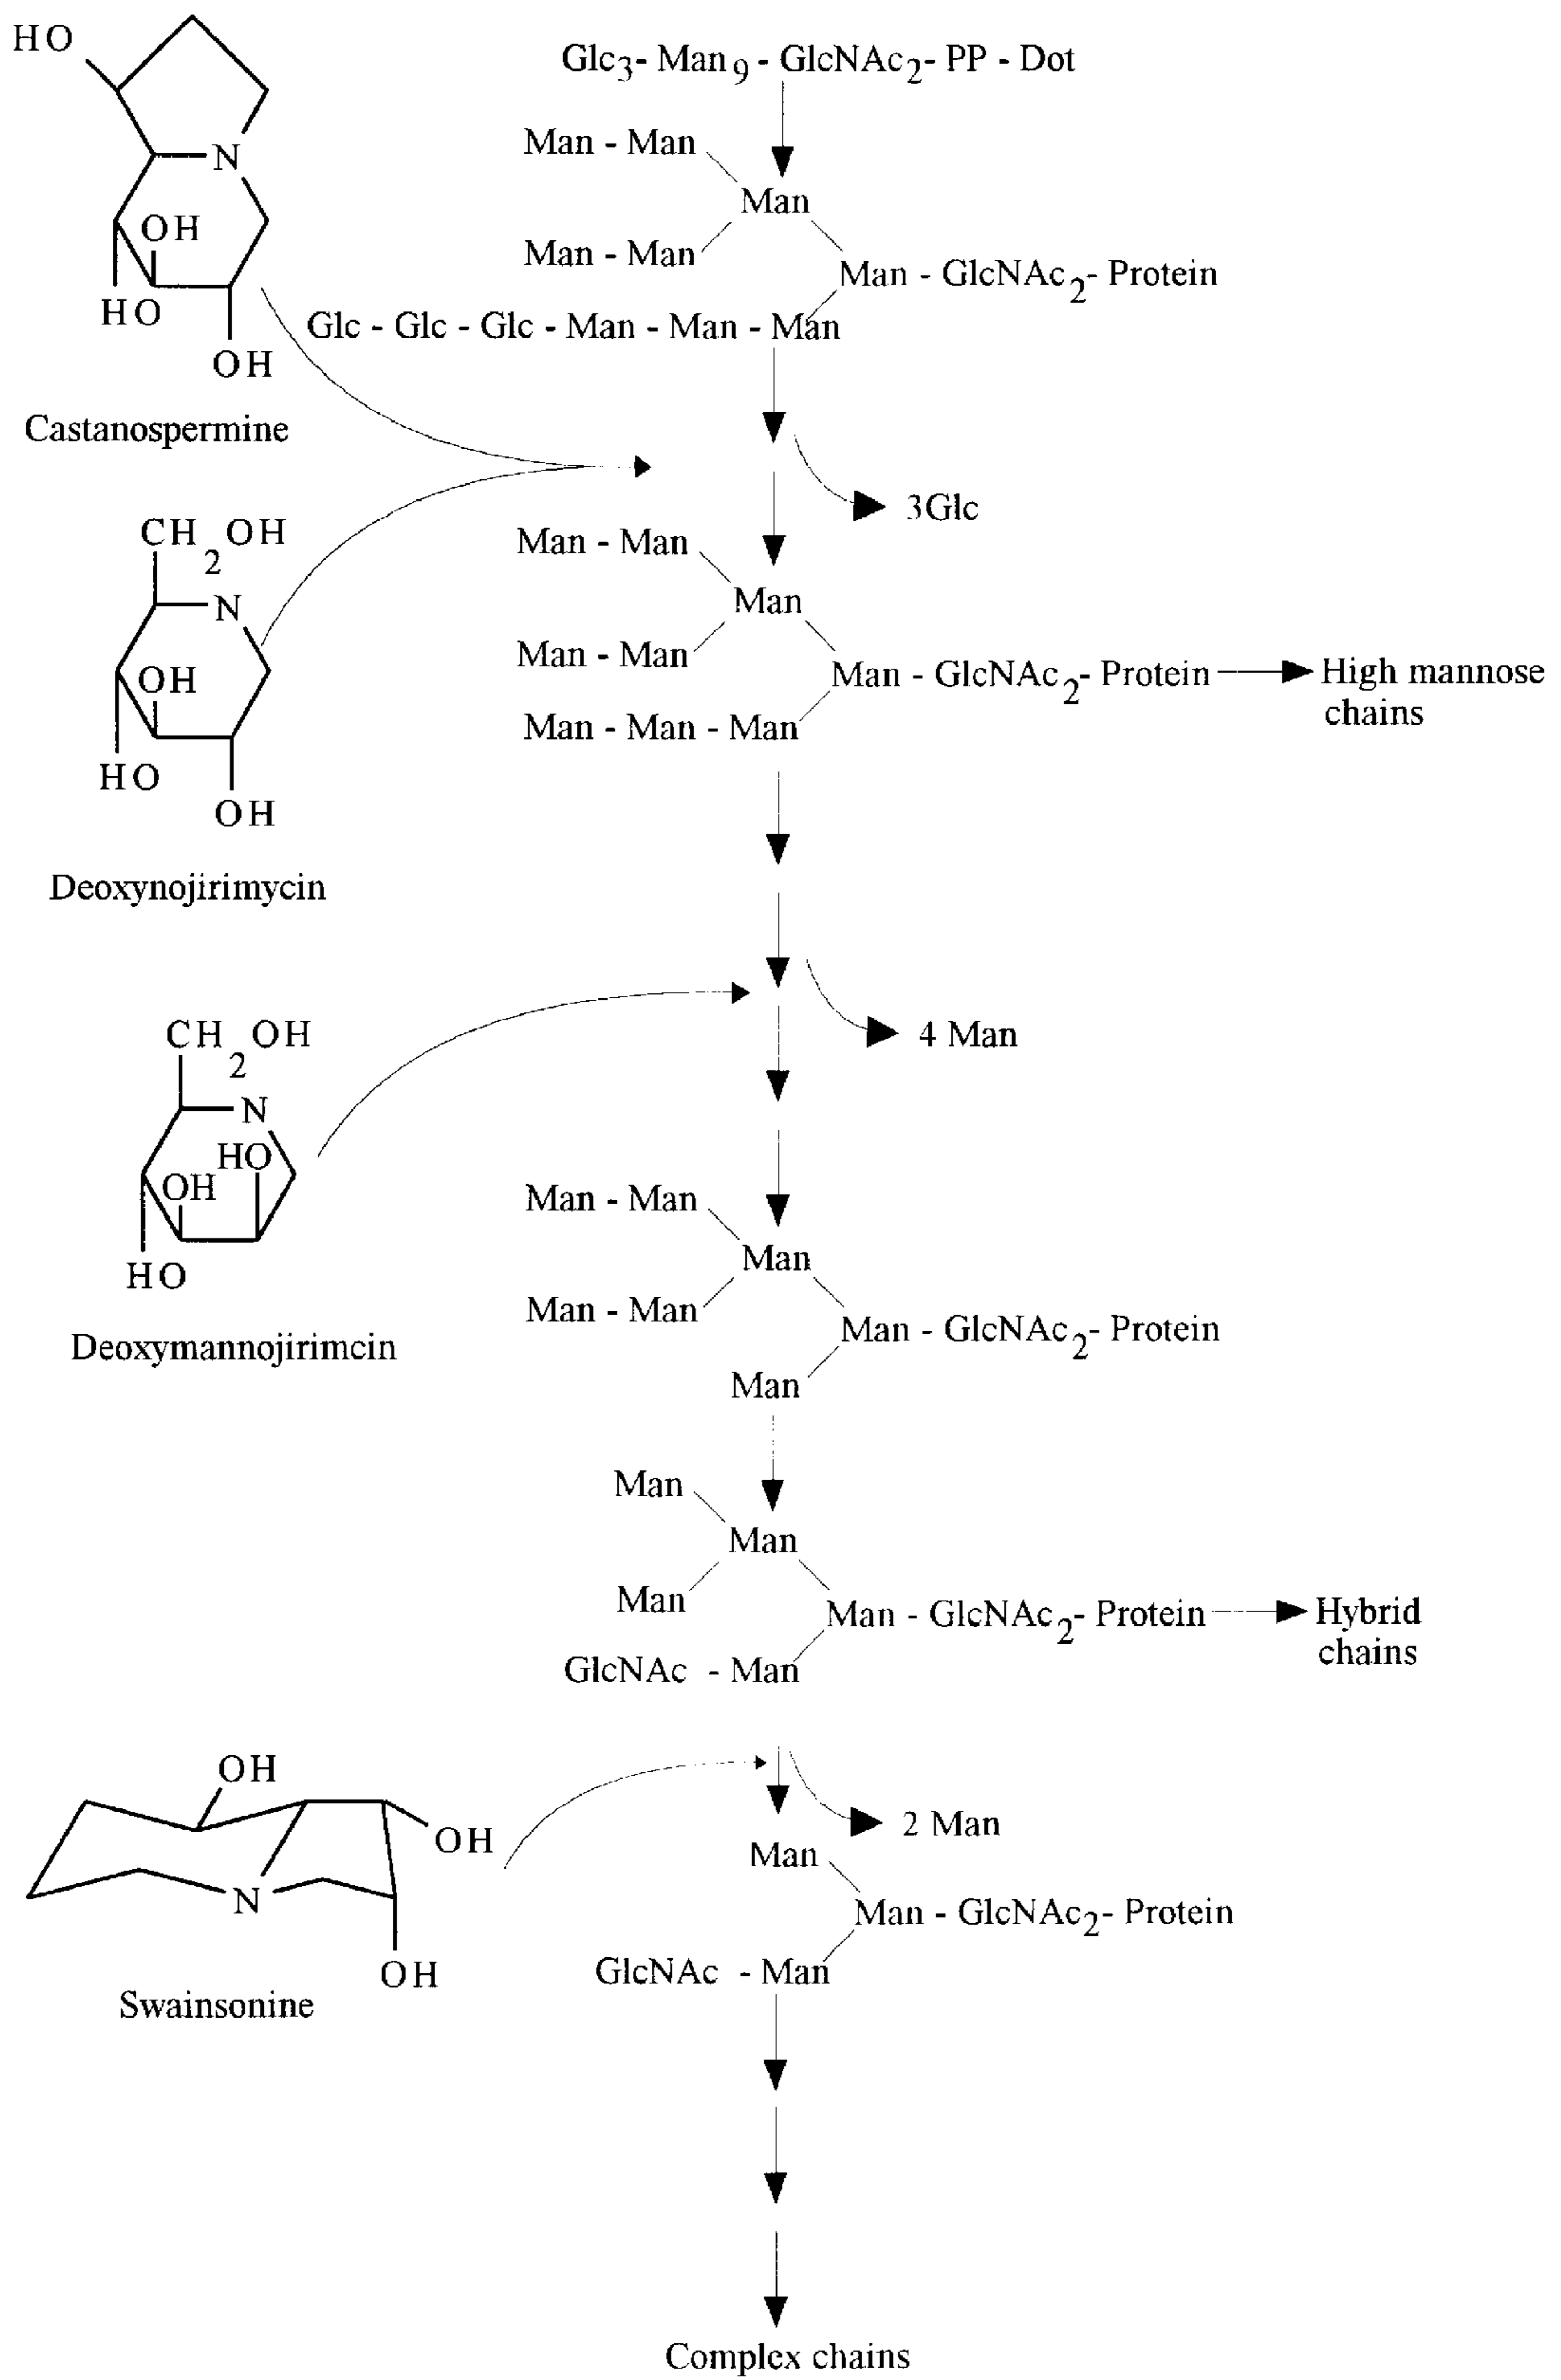 HO
Glc3- Man9 - GlcNAc2- PP - Dot
Man - Man
N
Man
OH
Man - Man
Man - GlcNAc2- Protein
HO
Glc - Glc - Glc - Man - Man - Man
OH
Castanospermine
3Glc
CH2OH
Man - Man
N
Man
Man - Man
OH
Man - GlcNAc2- Protein
High mannose
chains
Man - Man - Man
HO
OH
Deoxynojirimycin
CH2OH
4 Man
N
HO
OH
Man - Man
HO
Man
Man - Man
Man - GlcNAc2- Protein
Deoxymannojirimcin
Man
Man
Man
Man
Man - GlcNAc2- Protein
Hybrid
chains
GlcNAc - Man
OH
OH
2 Man
Man
N
Man - GlcNAc2- Protein
OH
GlcNAc - Man
Swainsonine
Complex chains